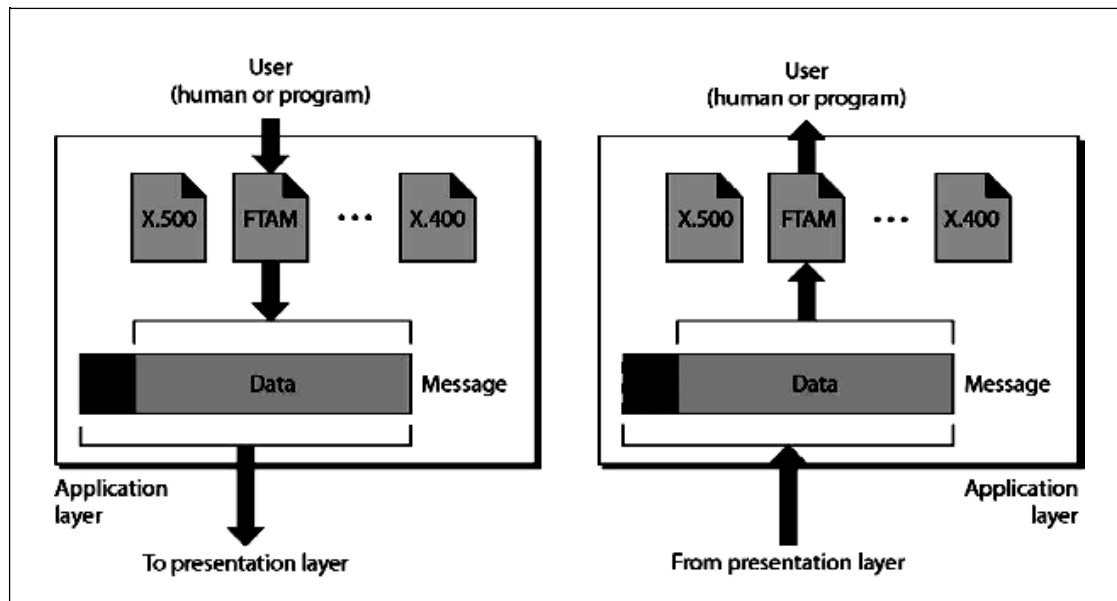 User
(human or program)
X.500
FTAM
...
X.400
Data
Message
Application
layer
To presentation layer
User
(human or program)
X.500
FTAM
...
X.400
Data
Message
Application
layer
From presentation layer